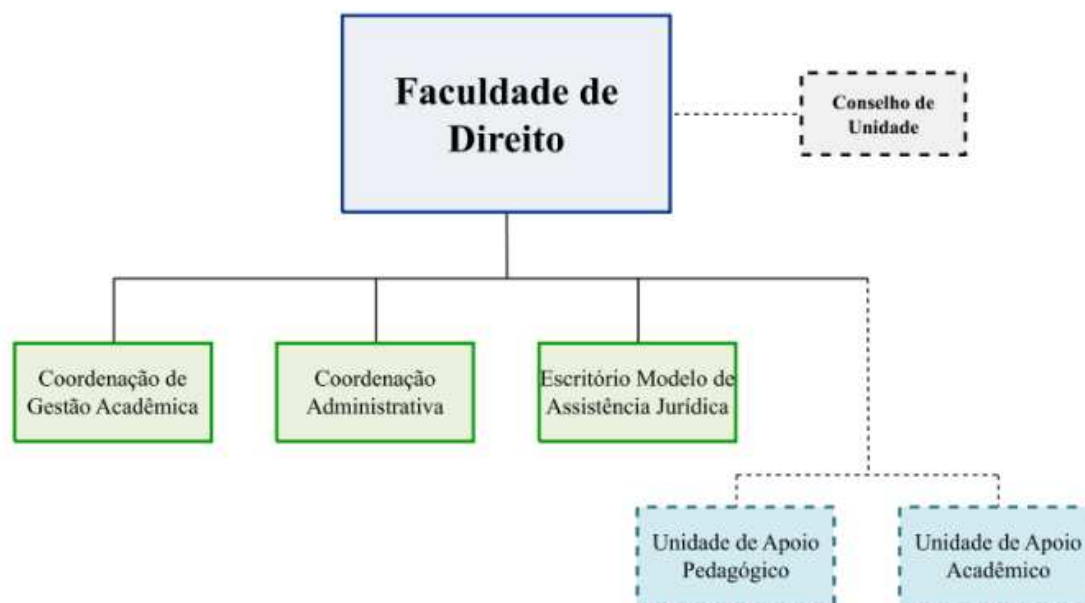 Faculdade de
Direito
Conselho de
Unidade
Coordenação de
Gestão Acadêmica
Coordenação
Administrativa
Escritório Modelo de
Assistência Jurídica
Unidade de Apoio
Pedagógico
Unidade de Apoio
Acadêmico